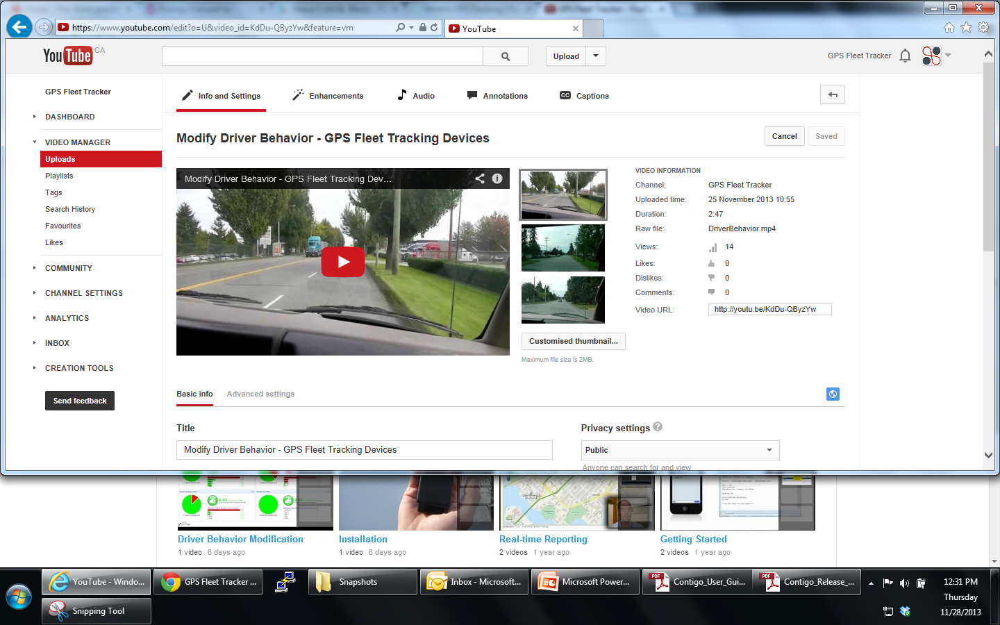 https://www.youtube.com/edit?o=U&video_id=KdDu-QByzYw&feature=vm
YouTube
YouTube CA
Upload
GPS Fleet Tracker
GPS Fleet Tracker
DASHBOARD
VIDEO MANAGER
Uploads
Playlists
Tags
Search History
Favourites
Likes
COMMUNITY
CHANNEL SETTINGS
ANALYTICS
INBOX
CREATION TOOLS
Send feedback
Info and Settings
Enhancements
Audio
Annotations
CC Captions
Modify Driver Behavior - GPS Fleet Tracking Devices
Cancel
Saved
Modify Driver Behavior - GPS Fleet Tracking Dev...
VIDEO INFORMATION
Channel: GPS Fleet Tracker
Uploaded time: 25 November 2013 10:55
Duration: 2:47
Raw file: DriverBehavior.mp4
Views: 14
Likes: 0
Dislikes: 0
Comments: 0
Video URL: http://youtu.be/KdDu-QByzYw
Customised thumbnail...
Maximum file size is 2MB.
Basic info
Advanced settings
Title
Modify Driver Behavior - GPS Fleet Tracking Devices
Privacy settings ?
Public
Anyone can search for and view
Driver Behavior Modification
1 video 6 days ago
Installation
1 video 6 days ago
Real-time Reporting
2 videos 1 year ago
Getting Started
2 videos 1 year ago
YouTube - Windo...
GPS Fleet Tracker ...
Snapshots
Inbox - Microsoft...
Microsoft Power...
PDF
Contigo_User_Gui...
PDF
Contigo_Release_...
Snipping Tool
12:31 PM
Thursday
11/28/2013